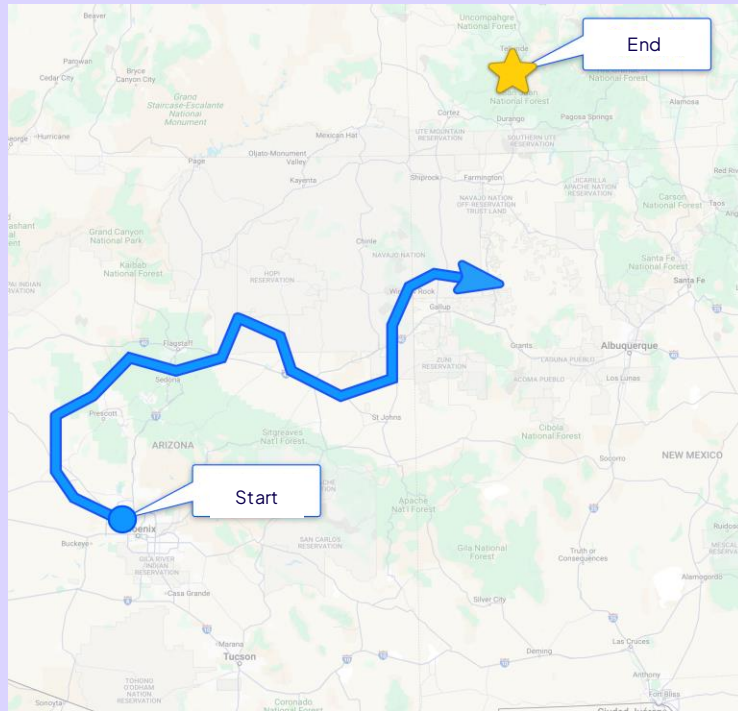 Beaver
Uncompahgre
National Forest
End
Telluride
National Forest
Parowan
Cedar City
Bryce
Canyon City
Grand
Staircase-Escalante
National
Monument
National Forest
Alamosa
Cortez
Durango
Pagosa Springs
Hurricane
Mexican Hat
UTE MOUNTAIN
RESERVATION
SOUTHERN UTE
RESERVATION
Page
Oljato-Monument
Valley
Kayenta
Shiprock
Farmington
JICARILLA
APACHE NATION
RESERVATION
NAVAJO NATION
OFF-RESERVATION
TRUST LAND
Carson
National Forest
Taos
Grand Canyon
National Park
Chinle
NAVAJO NATION
Kaibab
National Forest
HOPI
RESERVATION
Santa Fe
National Forest
Santa Fe
Rock
Gallup
Flagstaff
Grants
Albuquerque
Sedona
ZUNI
RESERVATION
LAGUNA PUEBLO
ACOMA PUEBLO
Los Lunas
Prescott
St Johns
Sitgreaves
Nat'l Forest
Cibola
National Forest
ARIZONA
Socorro
NEW MEXICO
Start
RESERVATION
Apache
Nat'l Forest
Buckeye
SAN CARLOS
RESERVATION
Gila National
Forest
GILA RIVER
INDIAN
RESERVATION
Truth or
Consequences
Casa Grande
Alamogordo
Silver City
Marana
Tucson
Las Cruces
Deming
TOHONO
O'ODHAM
NATION
RESERVATION
Anthony
Fort Bliss
Sonoyta
Coronado
National Forest